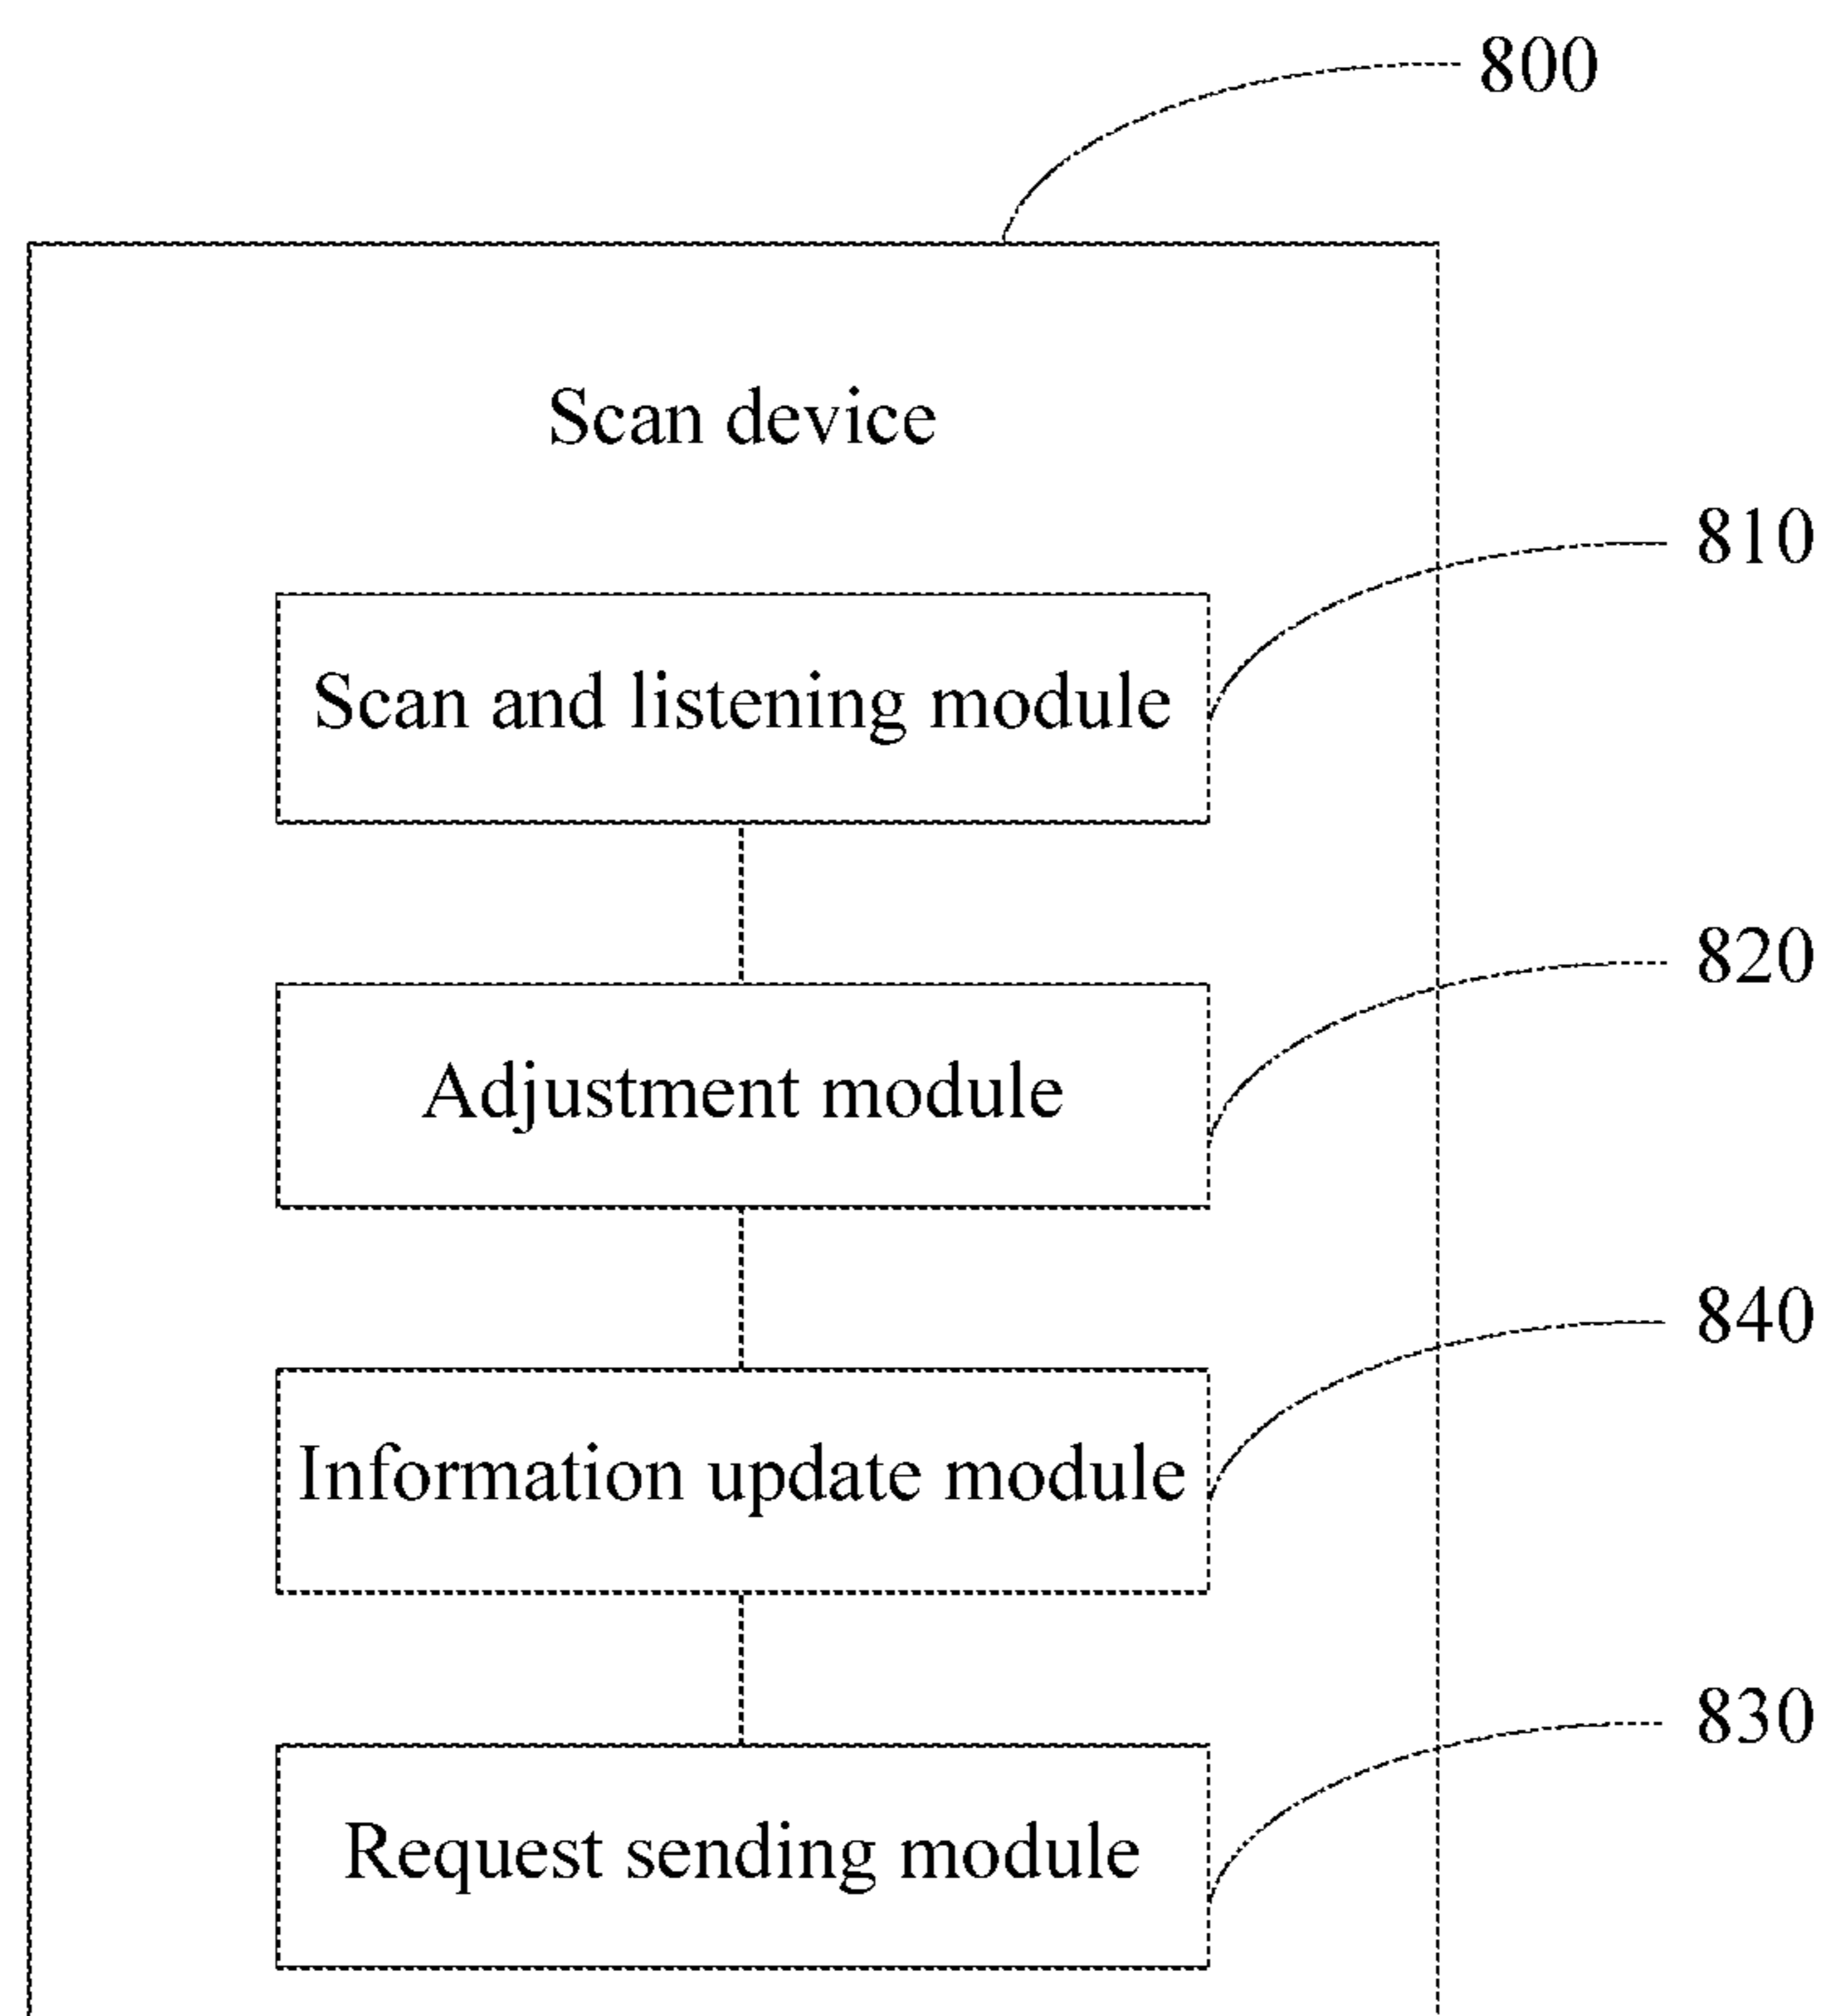 800
Scan device
810
Scan and listening module
820
Adjustment module
840
Information update module
830
Request sending module